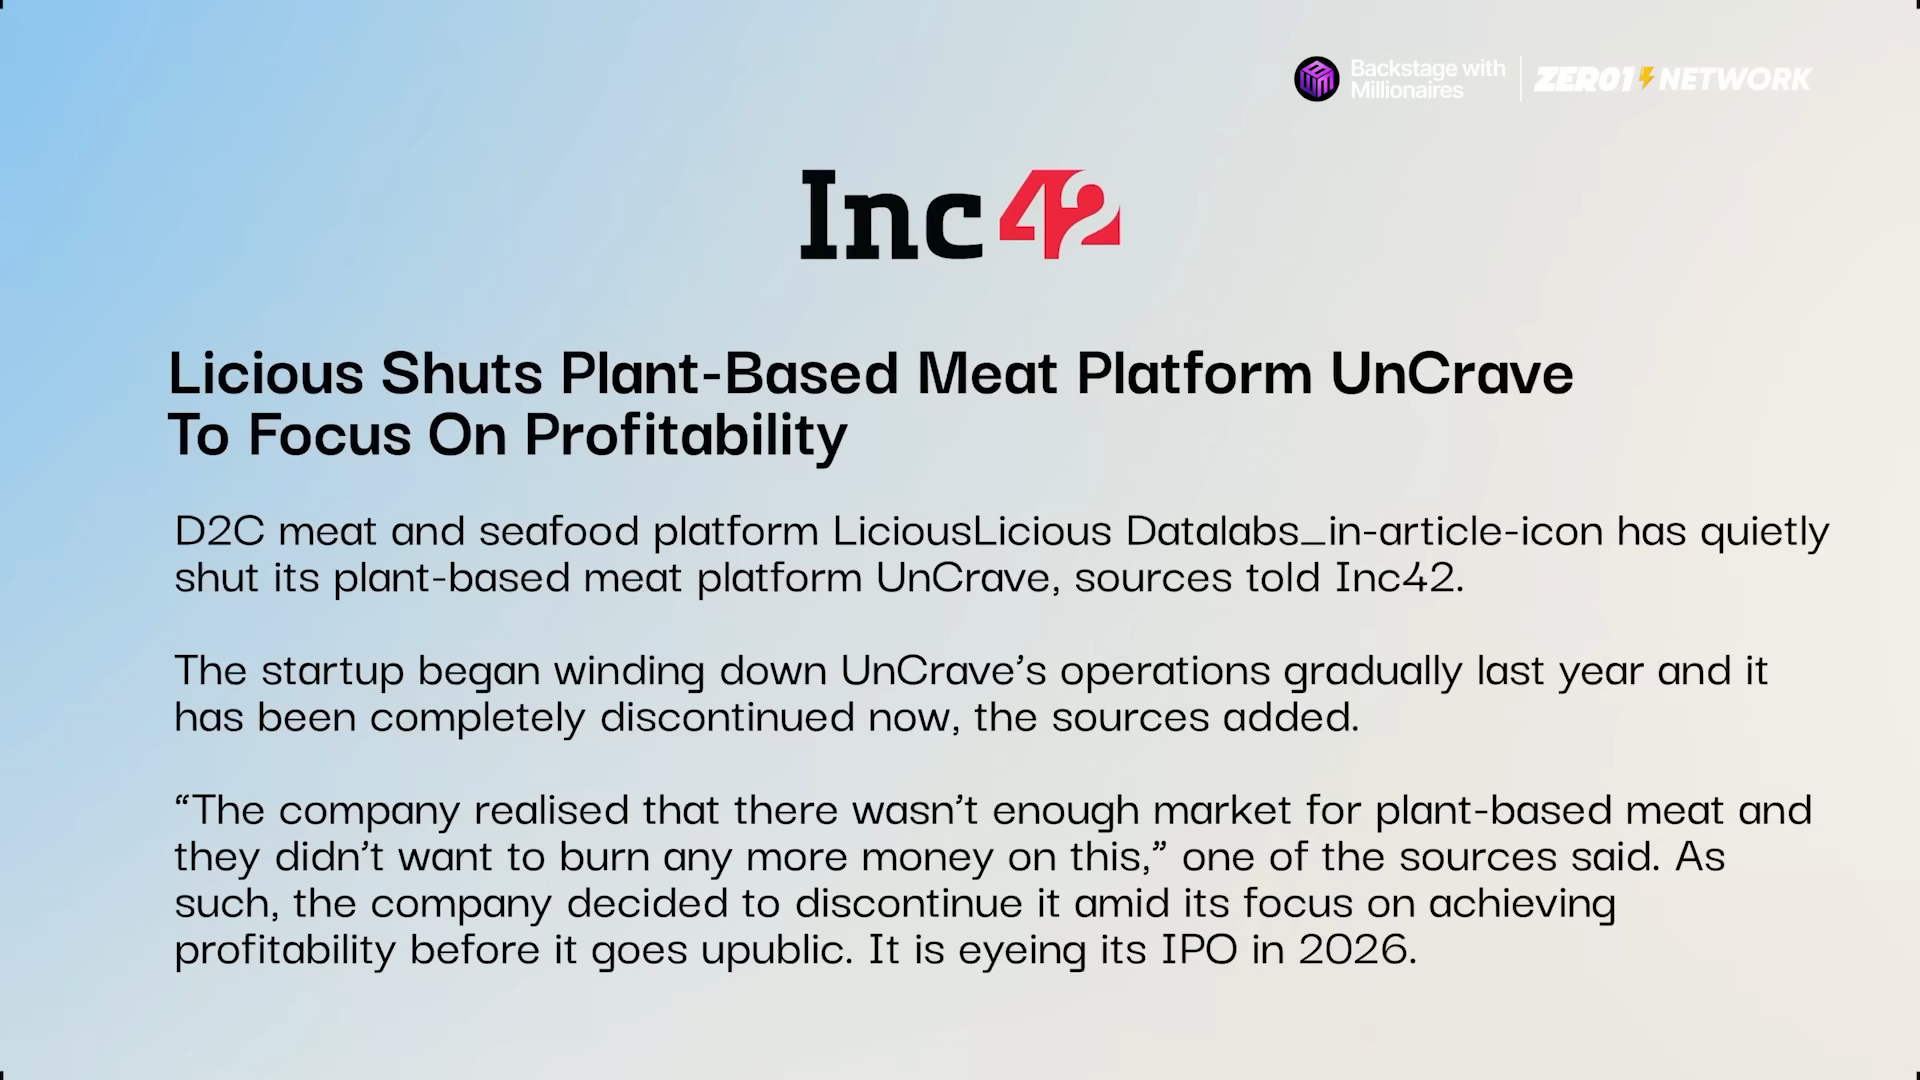 Backstage with
Millionaires
ZERO1 NETWORK
Inc42
Licious Shuts Plant-Based Meat Platform UnCrave
To Focus On Profitability
D2C meat and seafood platform LiciousLicious Datalabs_in-article-icon has quietly
shut its plant-based meat platform UnCrave, sources told Inc42.
The startup began winding down UnCrave’s operations gradually last year and it
has been completely discontinued now, the sources added.
“The company realised that there wasn’t enough market for plant-based meat and
they didn’t want to burn any more money on this,” one of the sources said. As
such, the company decided to discontinue it amid its focus on achieving
profitability before it goes upublic. It is eyeing its IPO in 2026.